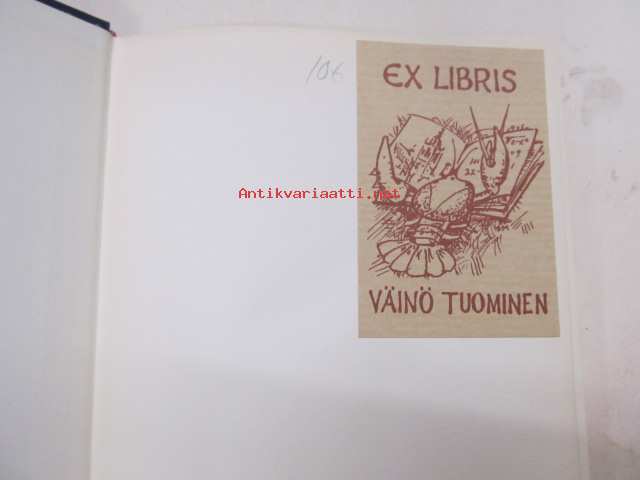 106
EX LIBRIS
Antikvariaatti.net
VÄINÖ TUOMINEN